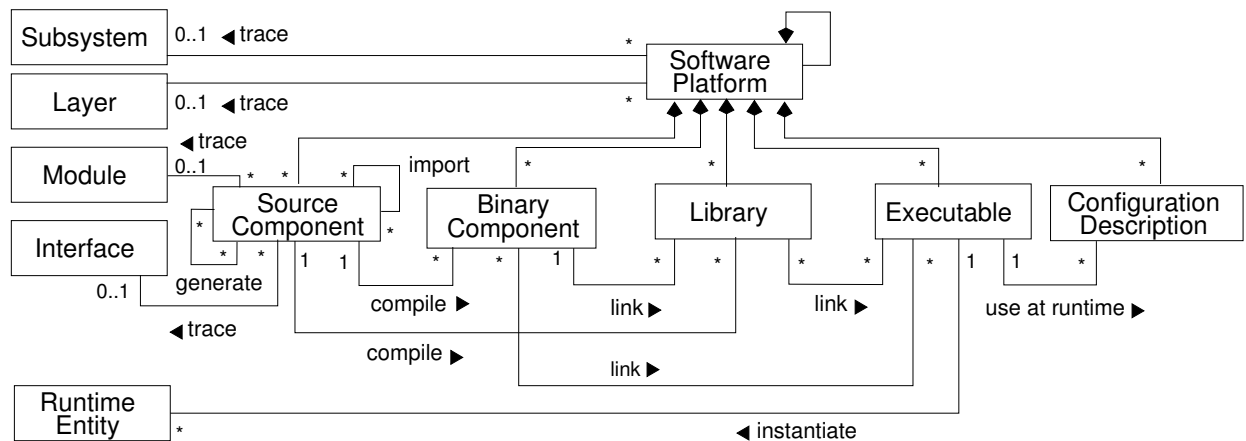 Subsystem
0..1 ◀ trace
*
Software
Platform
Layer
0..1 ◀ trace
*
◀ trace
Module
0..1
*
*
*
import
*
*
*
*
*
Source
Component
Binary
Component
Library
Executable
Configuration
Description
*
*
Interface
*
*
1
1
*
*
1
*
*
*
*
*
1
1
*
0..1
generate
compile ▶
link ▶
link ▶
use at runtime ▶
◀ trace
compile ▶
link ▶
Runtime
Entity
*
◀ instantiate